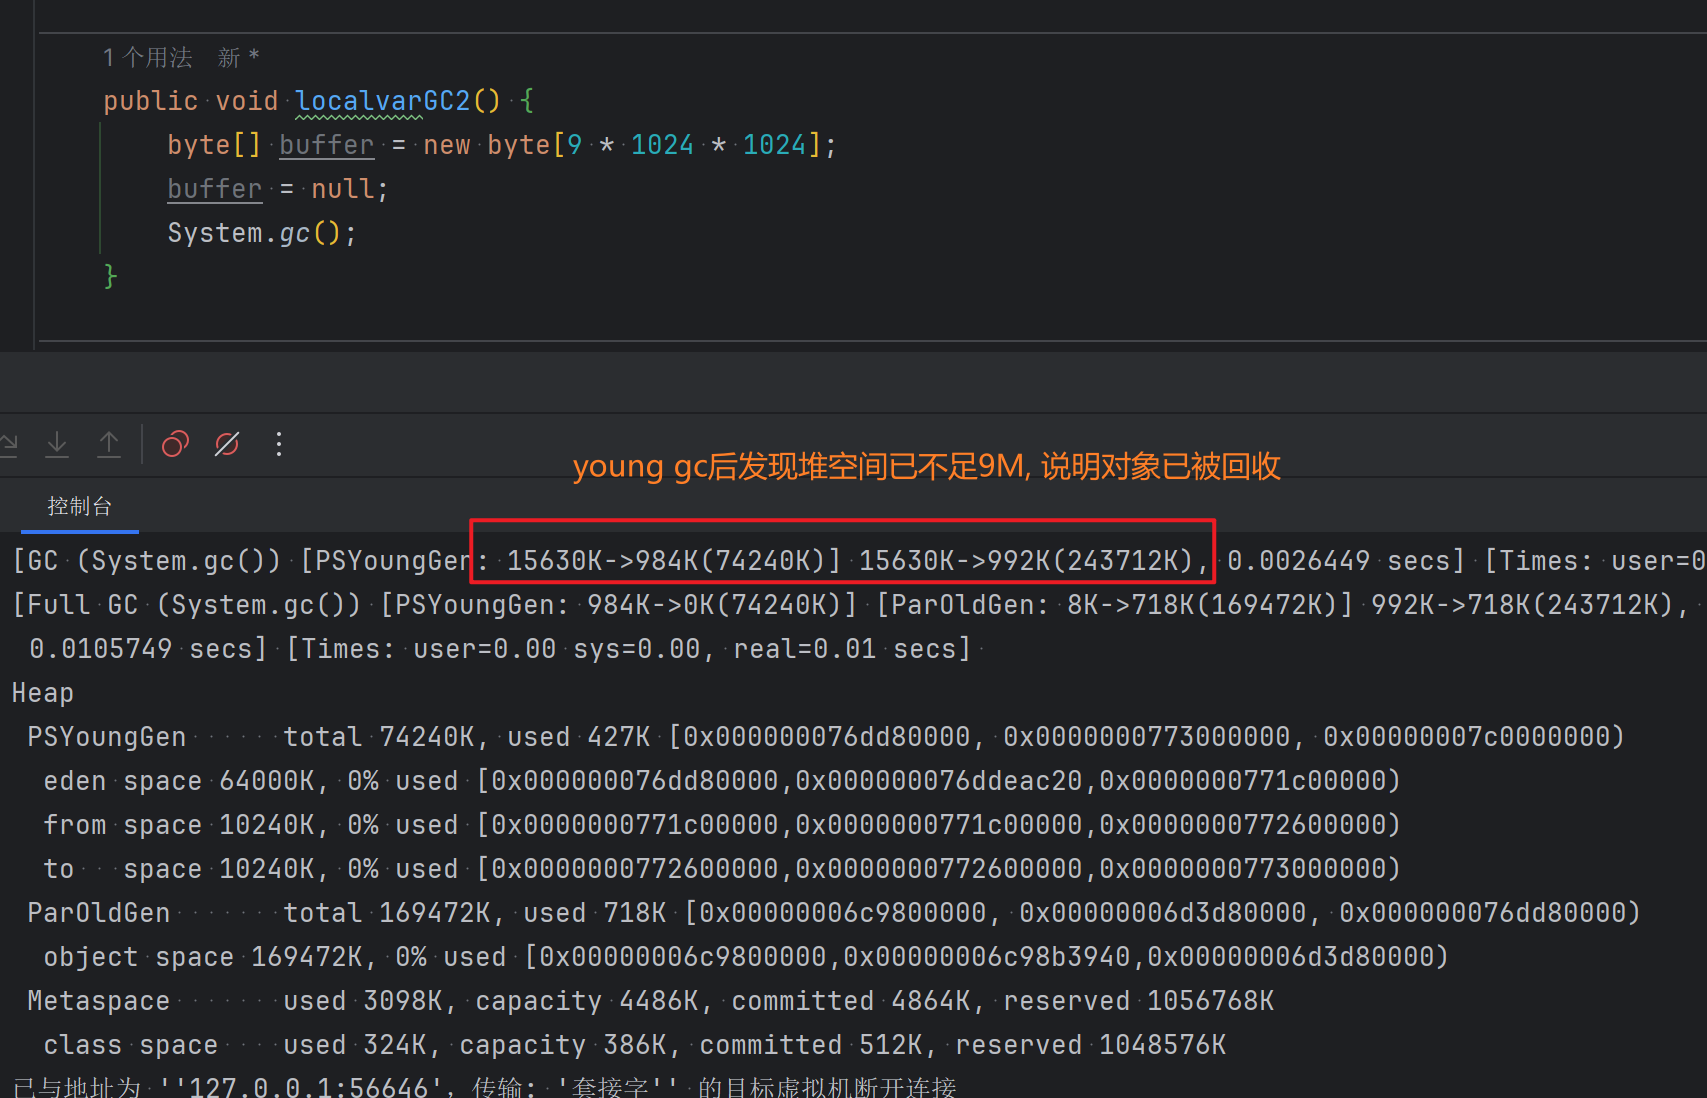 1 个用法 新 *
public void localvarGC2() {
byte[] buffer = new byte[9 * 1024 * 1024];
buffer = null;
System.gc();
}
young gc后发现堆空间已不足9M, 说明对象已被回收
控制台
[GC (System.gc()) [PSYoungGen: 15630K->984K(74240K)] 15630K->992K(243712K), 0.0026449 secs] [Times: user=0
[Full GC (System.gc()) [PSYoungGen: 984K->0K(74240K)] [ParOldGen: 8K->718K(169472K)] 992K->718K(243712K),
0.0105749 secs] [Times: user=0.00 sys=0.00, real=0.01 secs]
Heap
PSYoungGen total 74240K, used 427K [0x000000076dd80000, 0x0000000773000000, 0x00000007c0000000)
eden space 64000K, 0% used [0x000000076dd80000,0x000000076ddeac20,0x0000000771c00000)
from space 10240K, 0% used [0x0000000771c00000,0x0000000771c00000,0x0000000772600000)
to space 10240K, 0% used [0x0000000772600000,0x0000000772600000,0x0000000773000000)
ParOldGen total 169472K, used 718K [0x00000006c9800000, 0x00000006d3d80000, 0x000000076dd80000)
object space 169472K, 0% used [0x00000006c9800000,0x00000006c98b3940,0x00000006d3d80000)
Metaspace used 3098K, capacity 4486K, committed 4864K, reserved 1056768K
class space used 324K, capacity 386K, committed 512K, reserved 1048576K
已与地址为 ''127.0.0.1:56646', 传输: '套接字'' 的目标虚拟机断开连接